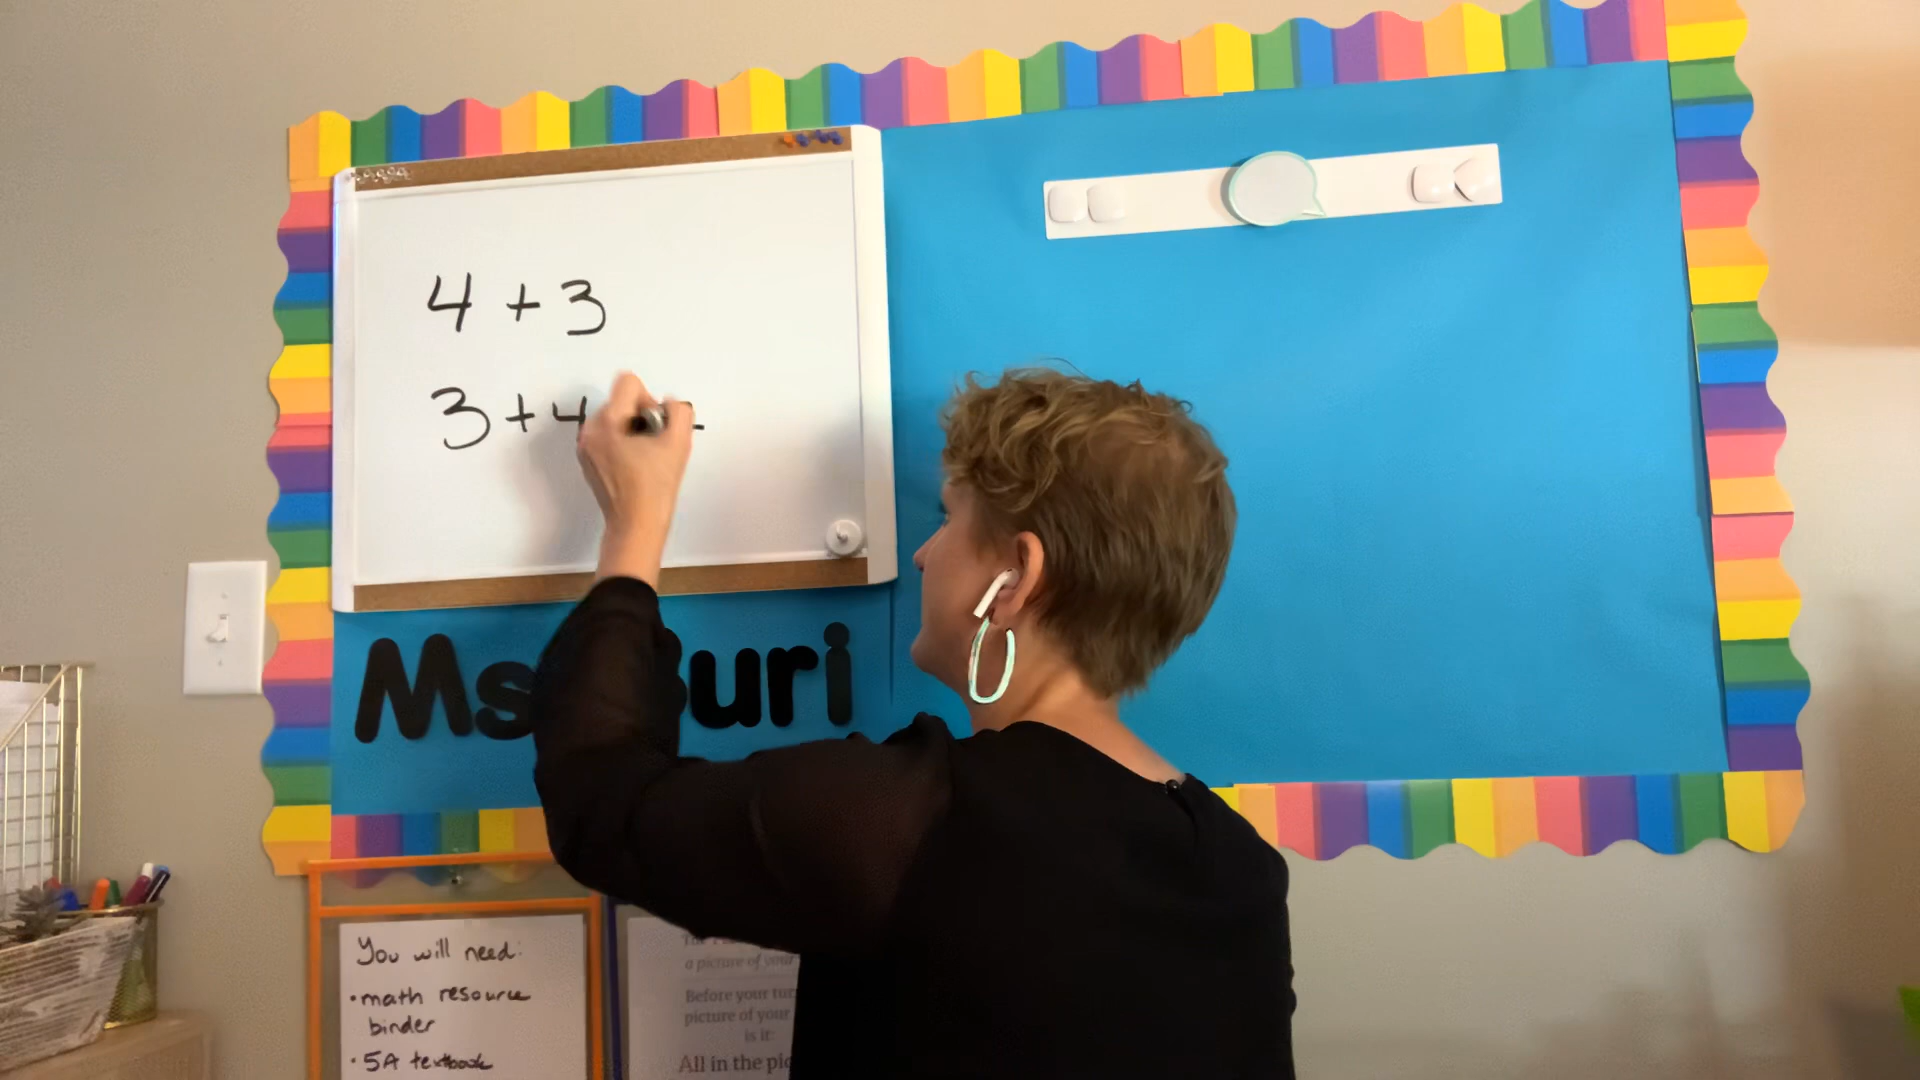 4 + 3
3 + 4
Ms uri
You will need:
• math resource
binder
• 5A textbook
a picture of your
Before your tur
picture of your
is it:
All in the pic